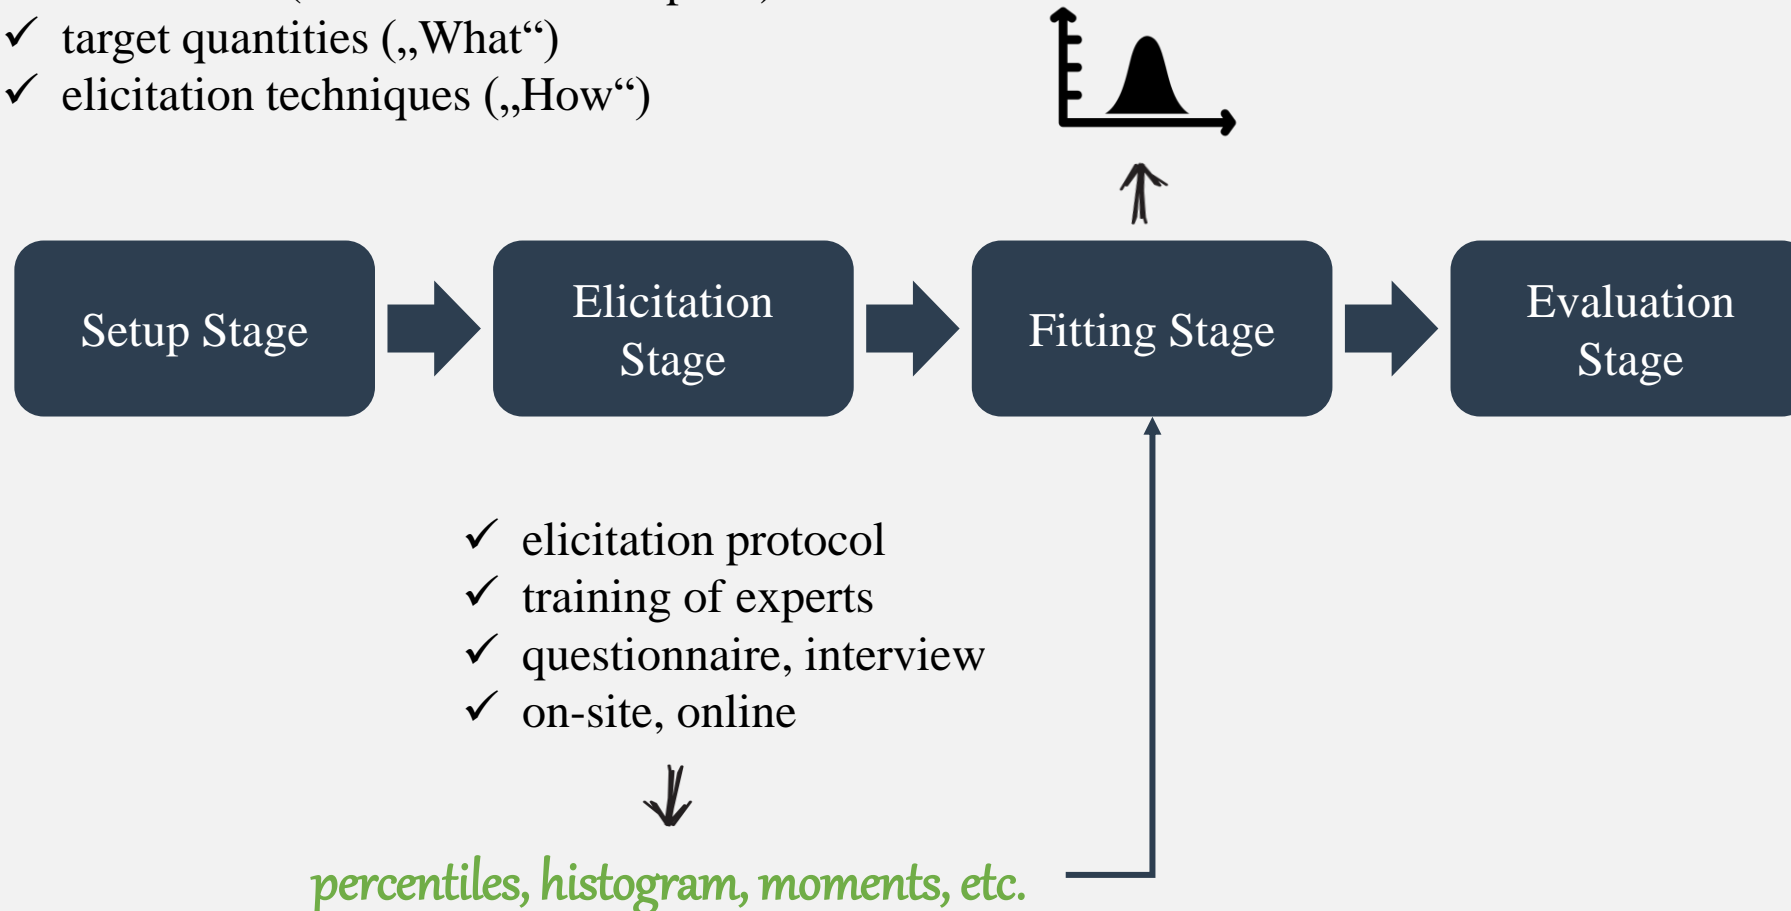 ✓ target quantities („What“)
✓ elicitation techniques („How“)
Setup Stage
Elicitation
Stage
Fitting Stage
Evaluation
Stage
✓ elicitation protocol
✓ training of experts
✓ questionnaire, interview
✓ on-site, online
percentiles, histogram, moments, etc.